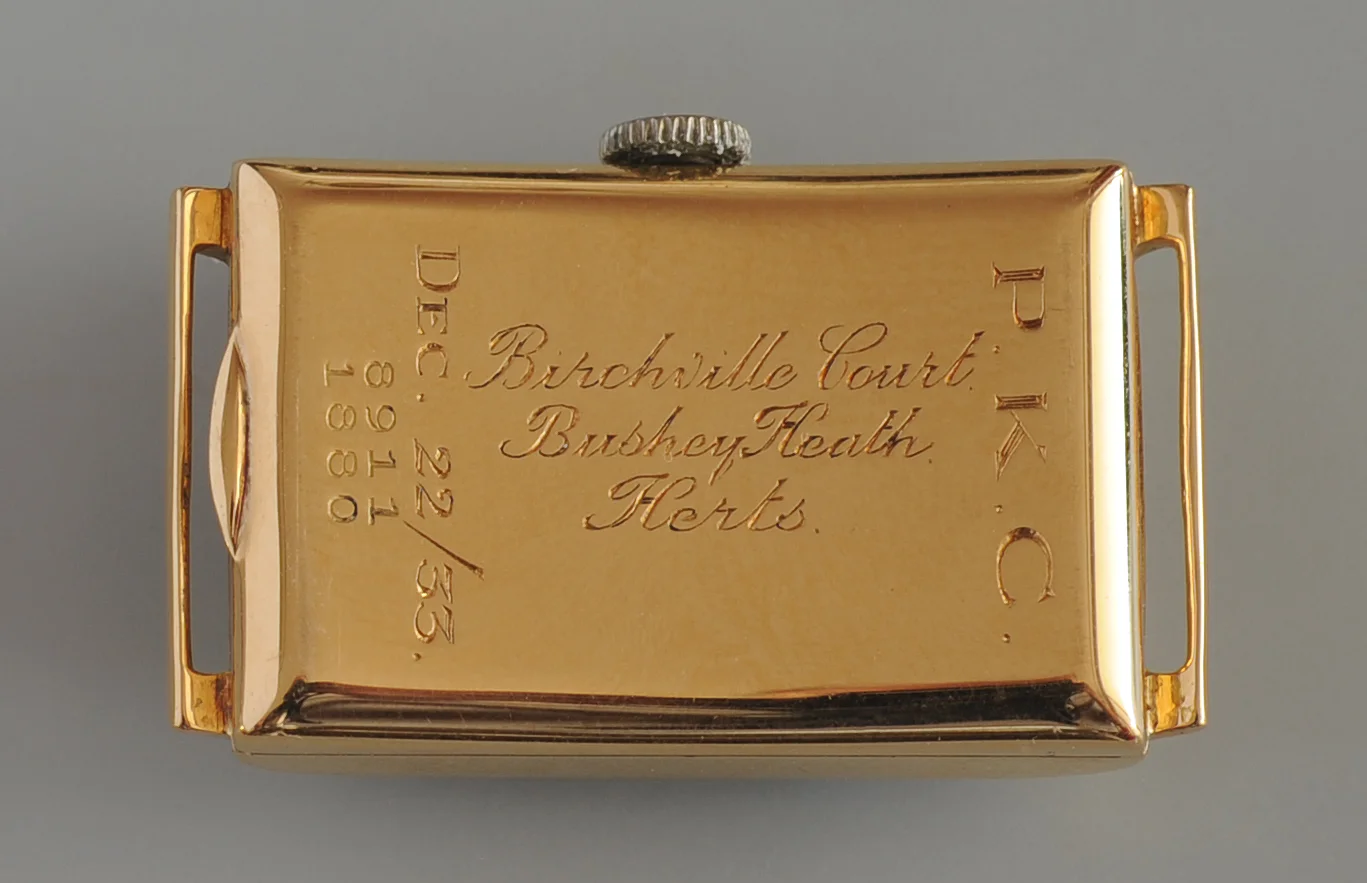 P. K. C.
Birchville Court.
Bushey Heath.
Herts.
DEC. 22/33.
8911
1880